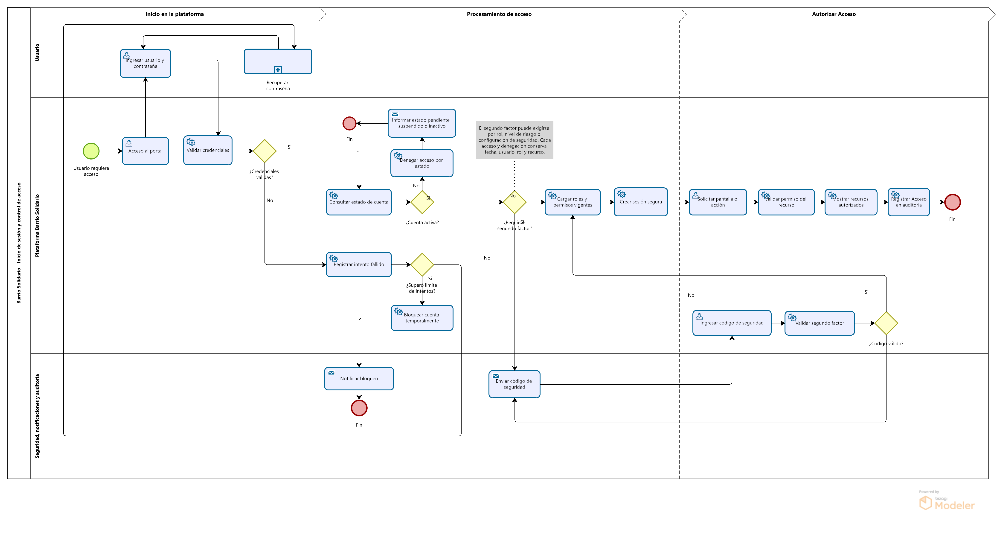 Inicio en la plataforma
Procesamiento de acceso
Autorizar Acceso
Barrio Solidario - Inicio de sesión y control de acceso
Usuario
Ingresar usuario y
contraseña
Recuperar
contraseña
Plataforma Barrio Solidario
Usuario requiere
acceso
Acceso al portal
Validar credenciales
¿Credenciales
válidas?
Sí
No
Fin
Informar estado pendiente,
suspendido o inactivo
Denegar acceso por
estado
No
Consultar estado de cuenta
Sí
¿Cuenta activa?
El segundo factor puede exigirse
por rol, nivel de riesgo o
configuración de seguridad. Cada
acceso y denegación conserva
fecha, usuario, rol y recurso.
No
¿Requiere
segundo factor?
Sí
Cargar roles y
permisos vigentes
Crear sesión segura
Solicitar pantalla o
acción
Validar permiso del
recurso
Mostrar recursos
autorizados
Registrar Acceso
en auditoria
Fin
Registrar intento fallido
Sí
¿Superó límite
de intentos?
No
Bloquear cuenta
temporalmente
No
Ingresar código de seguridad
Validar segundo factor
Sí
¿Código válido?
Seguridad, notificaciones y auditoría
Notificar bloqueo
Fin
Enviar código de
seguridad
Powered by
bizagi
Modeler